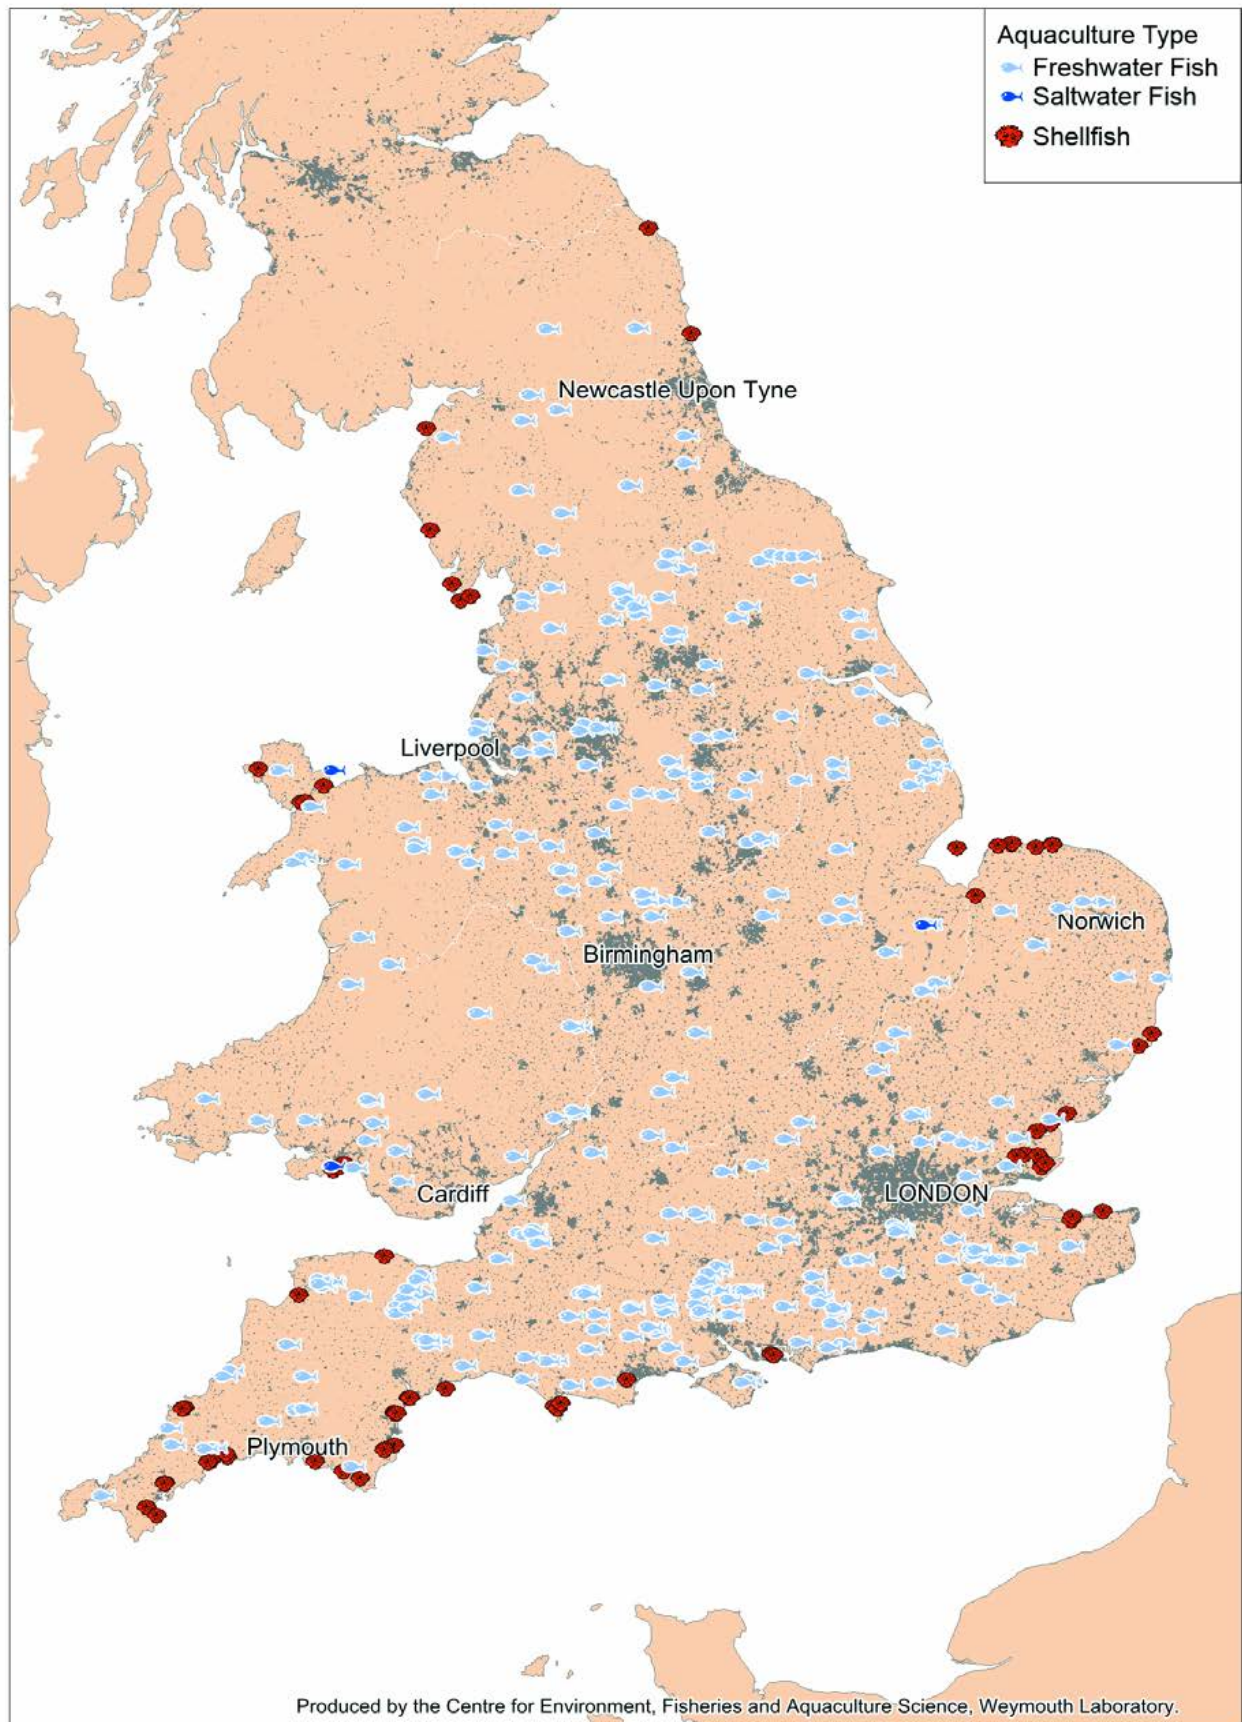 Aquaculture Type
Freshwater Fish
Saltwater Fish
Shellfish
Newcastle Upon Tyne
Liverpool
Norwich
Birmingham
Cardiff
LONDON
Plymouth
Produced by the Centre for Environment, Fisheries and Aquaculture Science, Weymouth Laboratory.